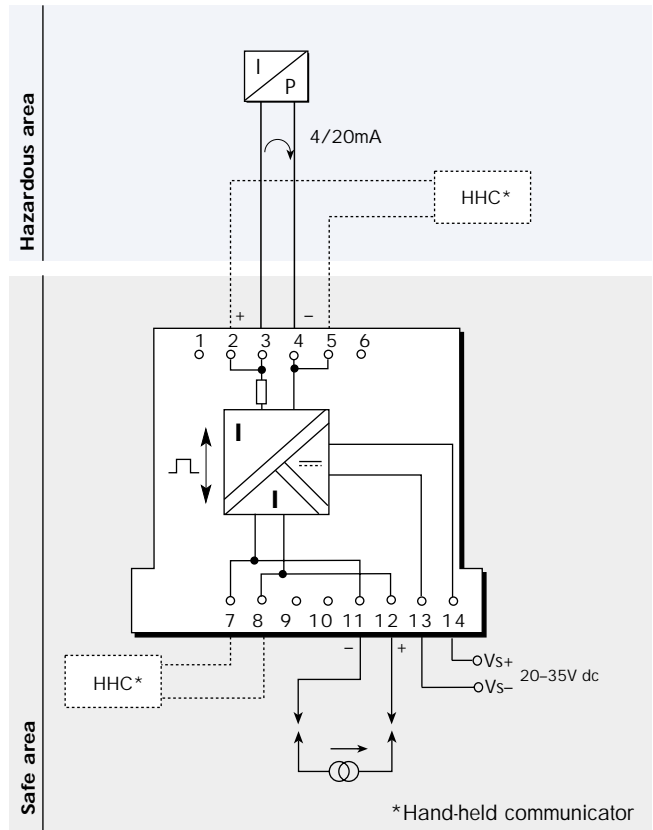 Hazardous area
I
P
4/20mA
HHC*
+ –
1 2 3 4 5 6
I
I
7 8 9 10 11 12 13 14
– +
Vs+
Vs–
20–35V dc
HHC*
Safe area
*Hand-held communicator